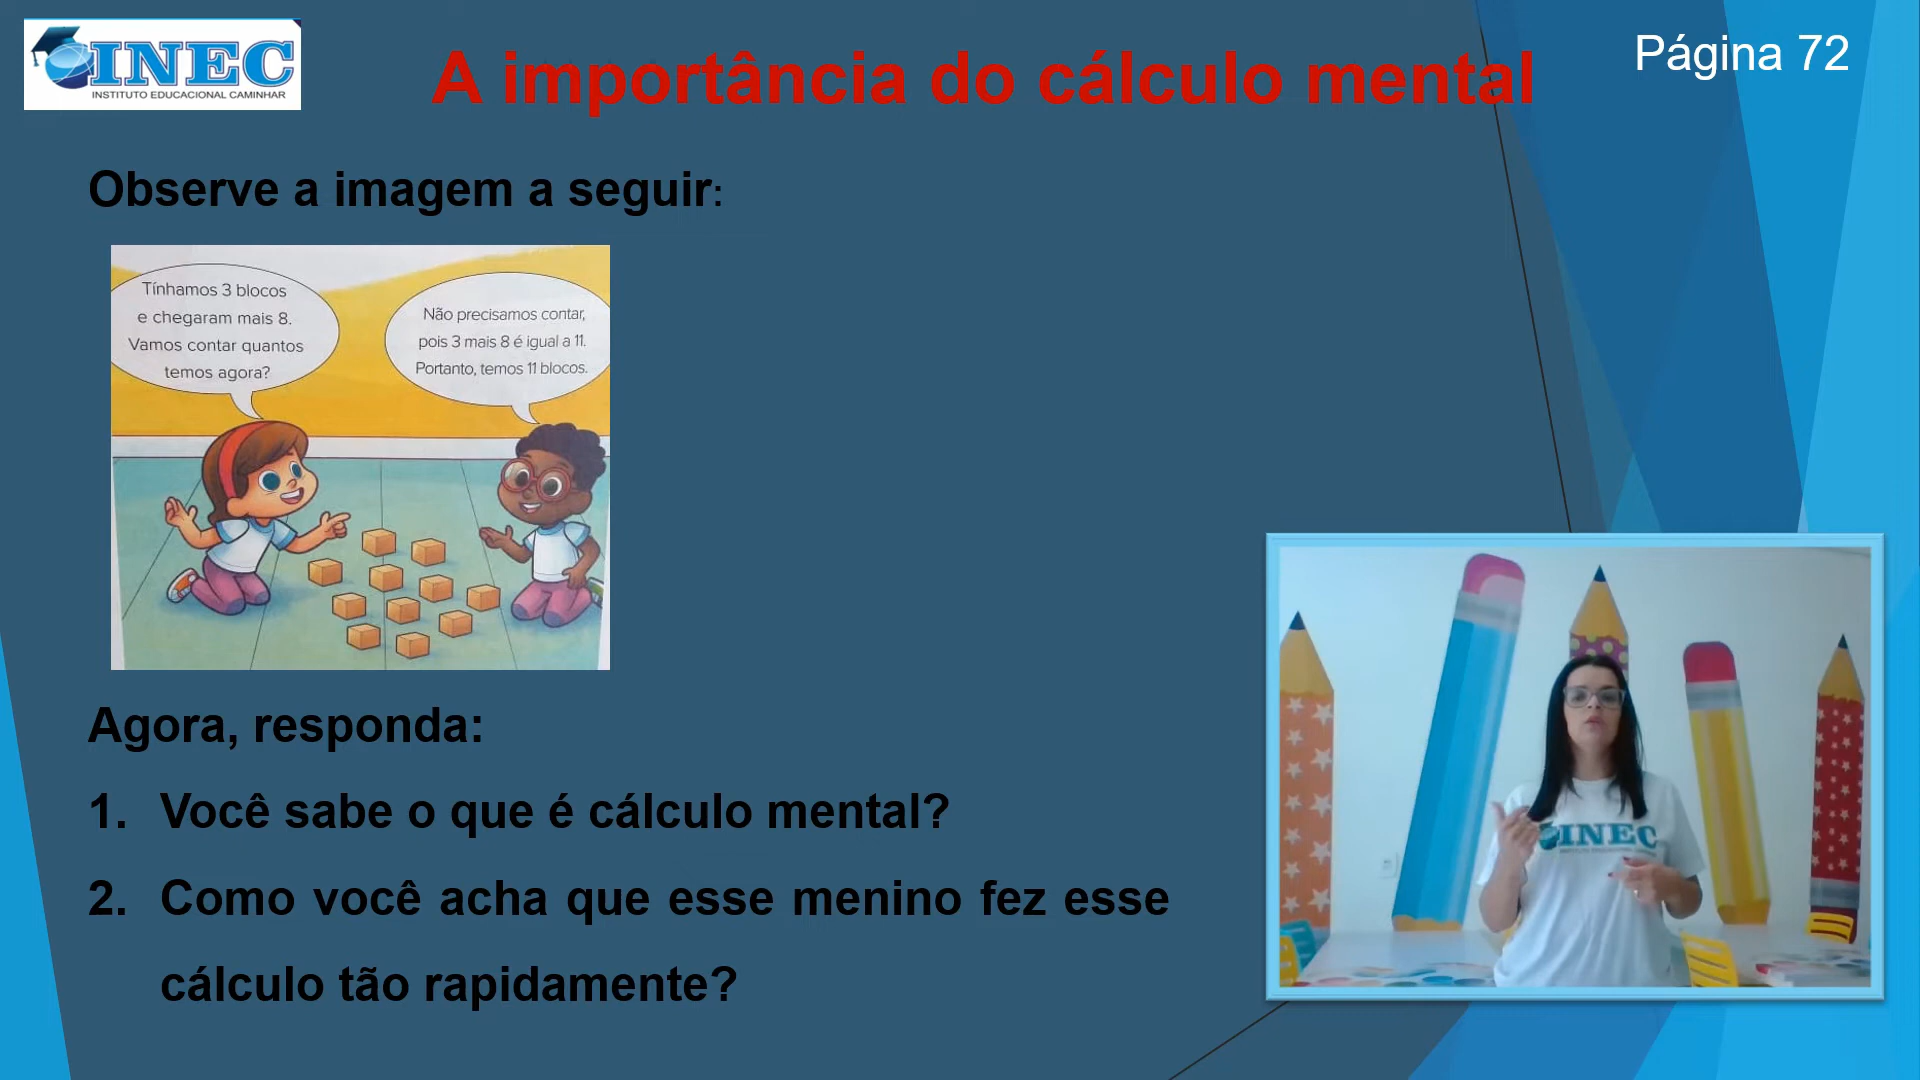 INEC
INSTITUTO EDUCACIONAL CAMINHAR
A importância do cálculo mental
Página 72
Observe a imagem a seguir:
Tínhamos 3 blocos
e chegaram mais 8.
Vamos contar quantos
temos agora?
Não precisamos contar,
pois 3 mais 8 é igual a 11.
Portanto, temos 11 blocos.
Agora, responda:
1. Você sabe o que é cálculo mental?
2. Como você acha que esse menino fez esse
cálculo tão rapidamente?
INEC